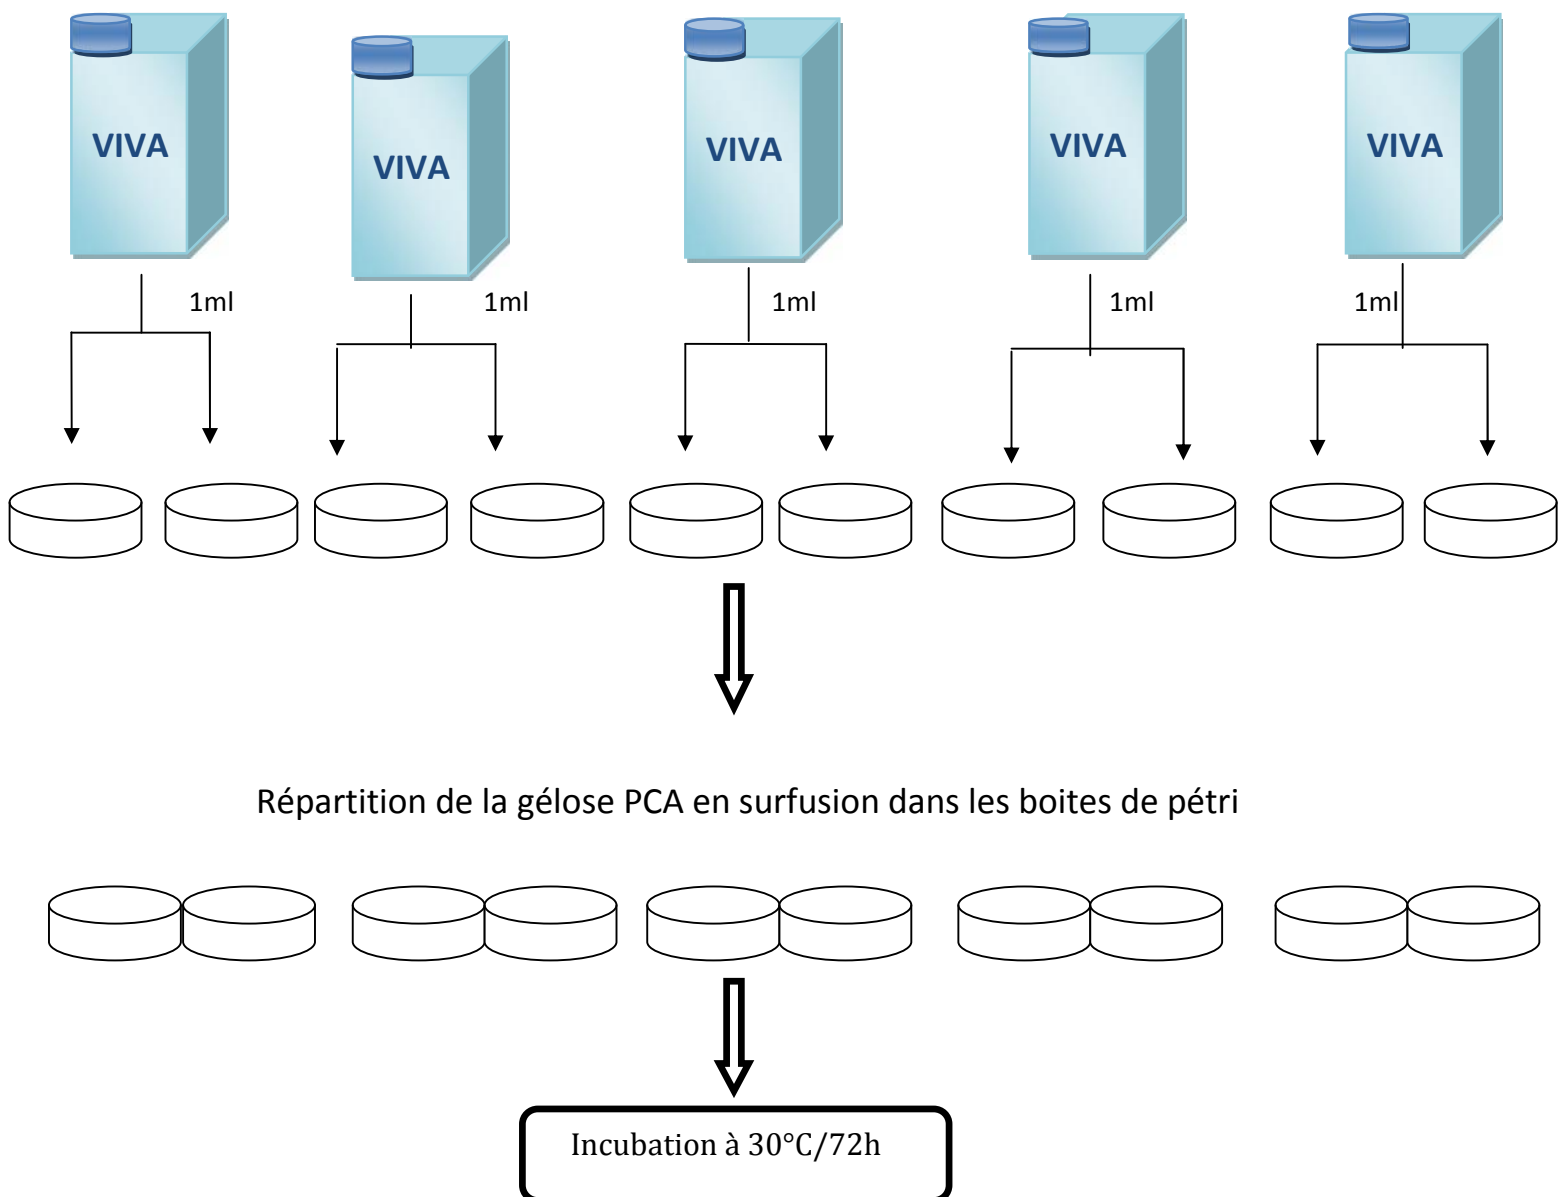 VIVA
VIVA
VIVA
VIVA
VIVA
1ml
1ml
1ml
1ml
1ml
Répartition de la gélose PCA en surfusion dans les boites de pétri
Incubation à 30°C/72h